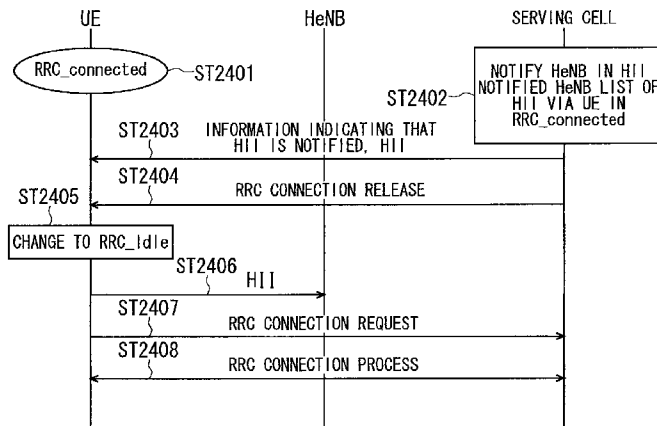 UE
HeNB
SERVING CELL
RRC_connected
ST2401
ST2402
NOTIFY HeNB IN HII
NOTIFIED HeNB LIST OF
HII VIA UE IN
RRC_connected
ST2403
INFORMATION INDICATING THAT
HII IS NOTIFIED, HII
ST2404
RRC CONNECTION RELEASE
ST2405
CHANGE TO RRC_Idle
ST2406
HII
ST2407
RRC CONNECTION REQUEST
ST2408
RRC CONNECTION PROCESS